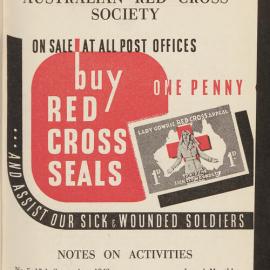 AUSTRALIAN RED CROSS
SOCIETY
ON SALE AT ALL POST OFFICES
buy
RED
CROSS
SEALS
ONE PENNY
LADY GOWRIE RED CROSS APPEAL
1D 1D
...AND ASSIST OUR SICK & WOUNDED SOLDIERS
NOTES ON ACTIVITIES